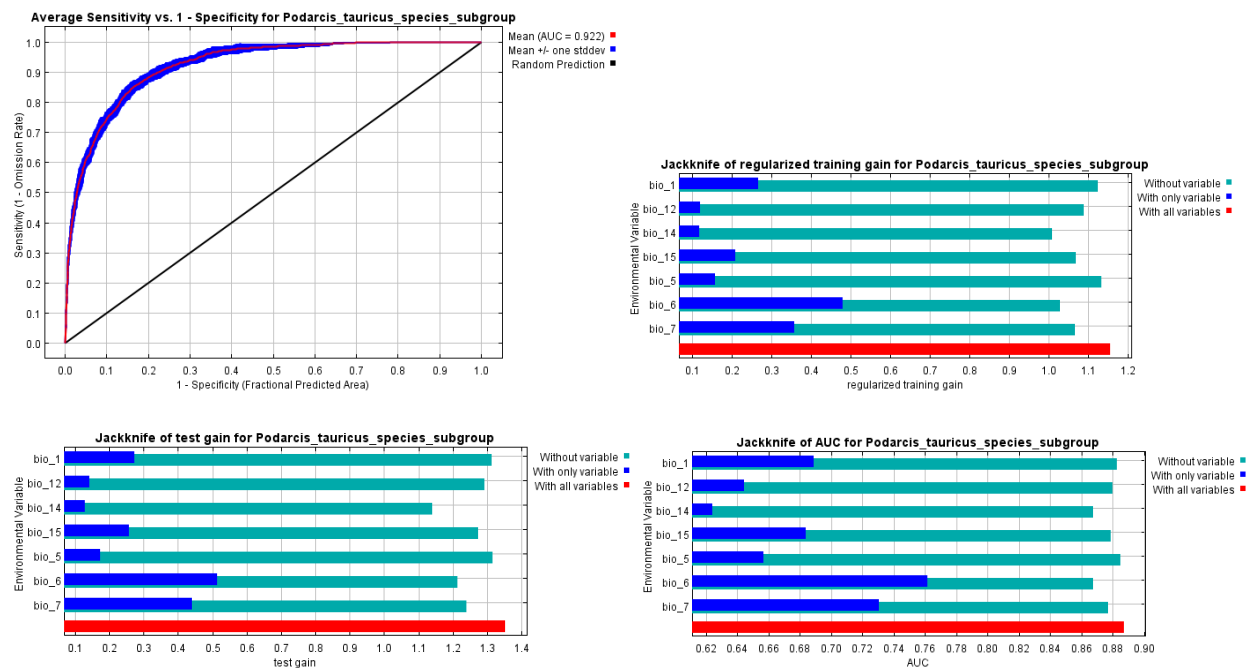 Average Sensitivity vs. 1 - Specificity for Podarcis_tauricus_species_subgroup
Mean (AUC = 0.922)
Mean +/- one stddev
Random Prediction
Sensitivity (1 - Omission Rate)
1.0
0.9
0.8
0.7
0.6
0.5
0.4
0.3
0.2
0.1
0.0
0.0 0.1 0.2 0.3 0.4 0.5 0.6 0.7 0.8 0.9 1.0
1 - Specificity (Fractional Predicted Area)
Jackknife of regularized training gain for Podarcis_tauricus_species_subgroup
Environmental Variable
bio_1
bio_12
bio_14
bio_15
bio_5
bio_6
bio_7
Without variable
With only variable
With all variables
0.1 0.2 0.3 0.4 0.5 0.6 0.7 0.8 0.9 1.0 1.1 1.2
regularized training gain
Jackknife of test gain for Podarcis_tauricus_species_subgroup
Environmental Variable
bio_1
bio_12
bio_14
bio_15
bio_5
bio_6
bio_7
Without variable
With only variable
With all variables
0.1 0.2 0.3 0.4 0.5 0.6 0.7 0.8 0.9 1.0 1.1 1.2 1.3 1.4
test gain
Jackknife of AUC for Podarcis_tauricus_species_subgroup
Environmental Variable
bio_1
bio_12
bio_14
bio_15
bio_5
bio_6
bio_7
Without variable
With only variable
With all variables
0.62 0.64 0.66 0.68 0.70 0.72 0.74 0.76 0.78 0.80 0.82 0.84 0.86 0.88 0.90
AUC